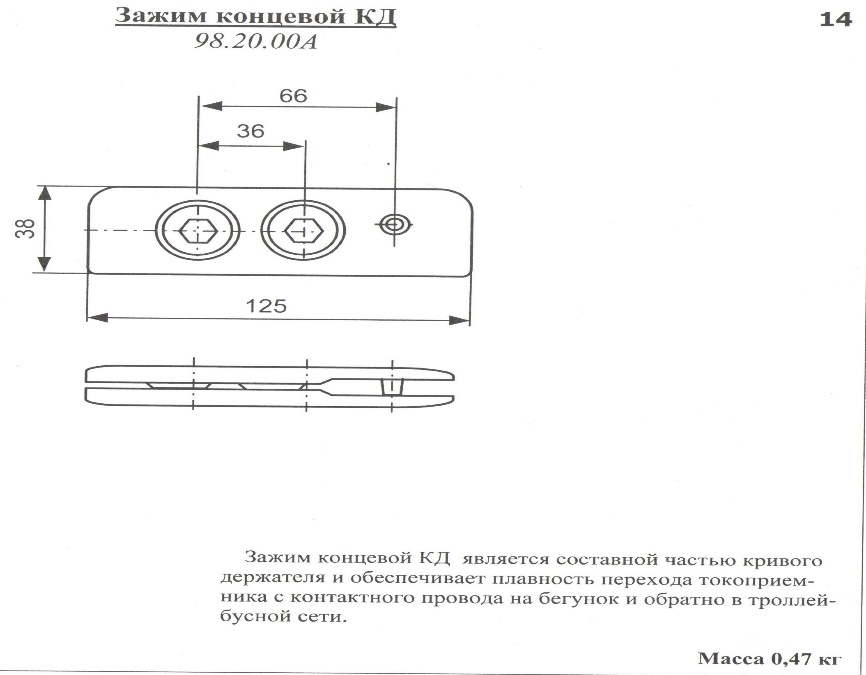 Зажим концевой КД
14
98.20.00А
66
36
38
125
Зажим концевой КД является составной частью кривого
держателя и обеспечивает плавность перехода токоприем-
ника с контактного провода на бегунок и обратно в троллей-
бусной сети.
Масса 0,47 кг